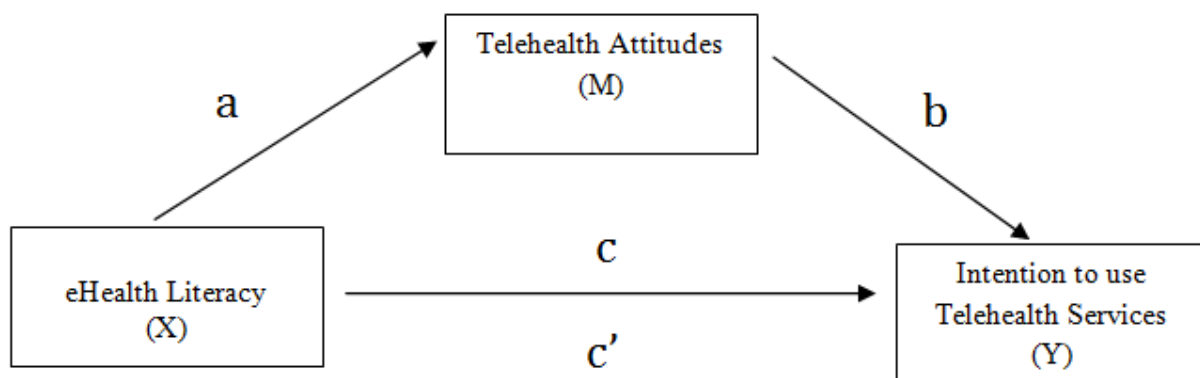 Telehealth Attitudes
(M)
a
b
eHealth Literacy
(X)
c
c’
Intention to use
Telehealth Services
(Y)